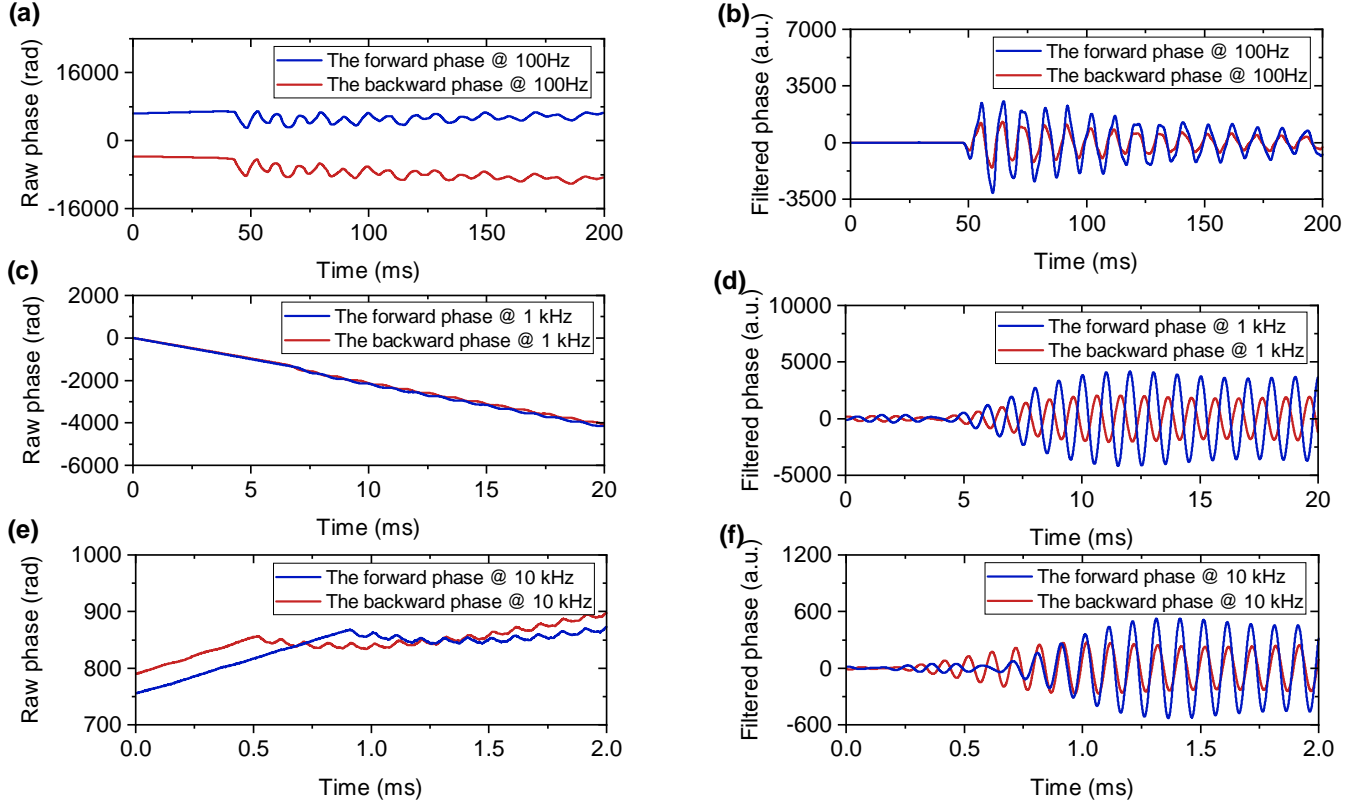 (a)
Raw phase (rad)
16000
0
-16000
The forward phase @ 100Hz
The backward phase @ 100Hz
0 50 100 150 200
Time (ms)
(b)
Filtered phase (a.u.)
7000
3500
0
-3500
The forward phase @ 100Hz
The backward phase @ 100Hz
0 50 100 150 200
Time (ms)
(c)
Raw phase (rad)
2000
0
-2000
-4000
-6000
The forward phase @ 1 kHz
The backward phase @ 1 kHz
0 5 10 15 20
Time (ms)
(d)
Filtered phase (a.u.)
10000
5000
0
-5000
The forward phase @ 1 kHz
The backward phase @ 1 kHz
0 5 10 15 20
Time (ms)
(e)
Raw phase (rad)
1000
900
800
700
The forward phase @ 10 kHz
The backward phase @ 10 kHz
0.0 0.5 1.0 1.5 2.0
Time (ms)
(f)
Filtered phase (a.u.)
1200
600
0
-600
The forward phase @ 10 kHz
The backward phase @ 10 kHz
0.0 0.5 1.0 1.5 2.0
Time (ms)